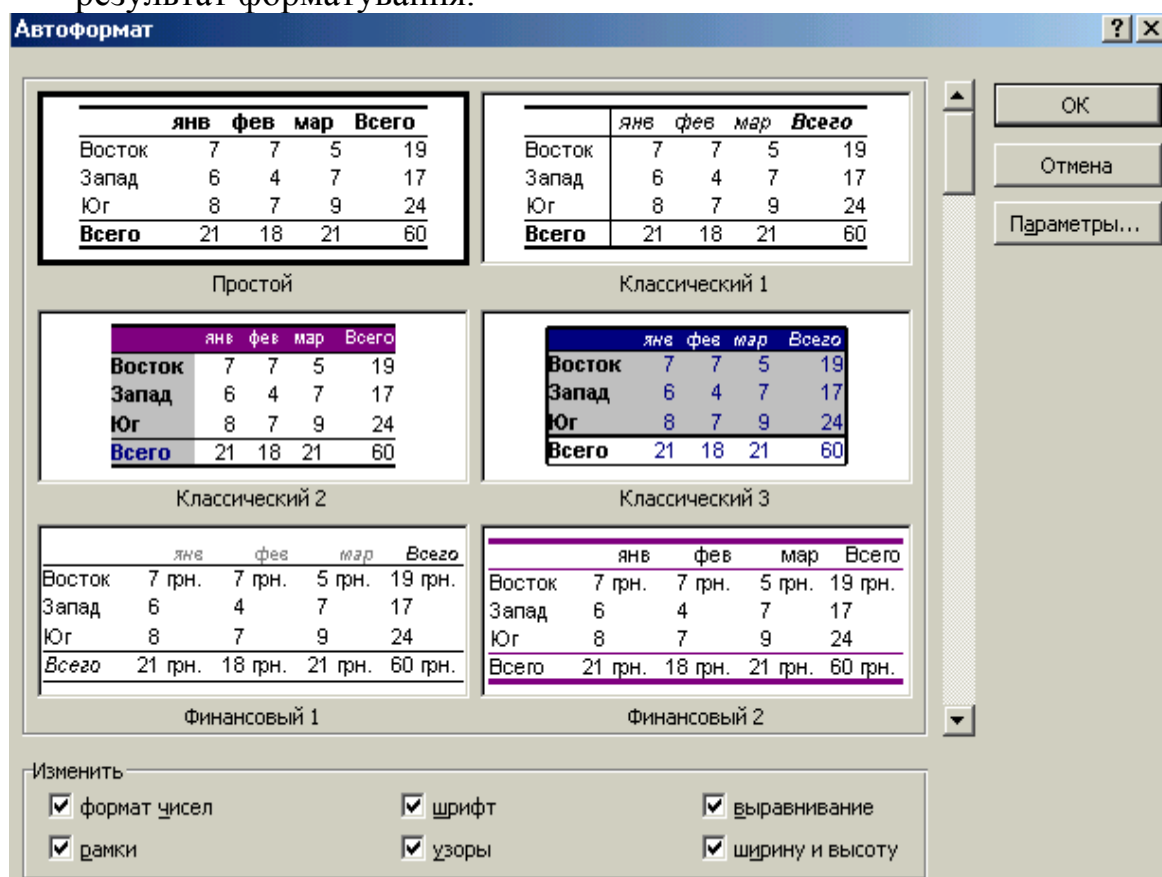 результат форматування.
Автоформат
янв фев мар Всего
Восток 7 7 5 19
Запад 6 4 7 17
Юг 8 7 9 24
Всего 21 18 21 60
Простой
янв фев мар Всего
Восток 7 7 5 19
Запад 6 4 7 17
Юг 8 7 9 24
Всего 21 18 21 60
Классический 1
OK
Отмена
Параметры...
янв фев мар Всего
Восток 7 7 5 19
Запад 6 4 7 17
Юг 8 7 9 24
Всего 21 18 21 60
Классический 2
янв фев мар Всего
Восток 7 7 5 19
Запад 6 4 7 17
Юг 8 7 9 24
Всего 21 18 21 60
Классический 3
янв фев мар Всего
Восток 7 грн. 7 грн. 5 грн. 19 грн.
Запад 6 4 7 17
Юг 8 7 9 24
Всего 21 грн. 18 грн. 21 грн. 60 грн.
Финансовый 1
янв фев мар Всего
Восток 7 грн. 7 грн. 5 грн. 19 грн.
Запад 6 4 7 17
Юг 8 7 9 24
Всего 21 грн. 18 грн. 21 грн. 60 грн.
Финансовый 2
Изменить
формат чисел шрифт выравнивание
рамки узоры ширину и высоту